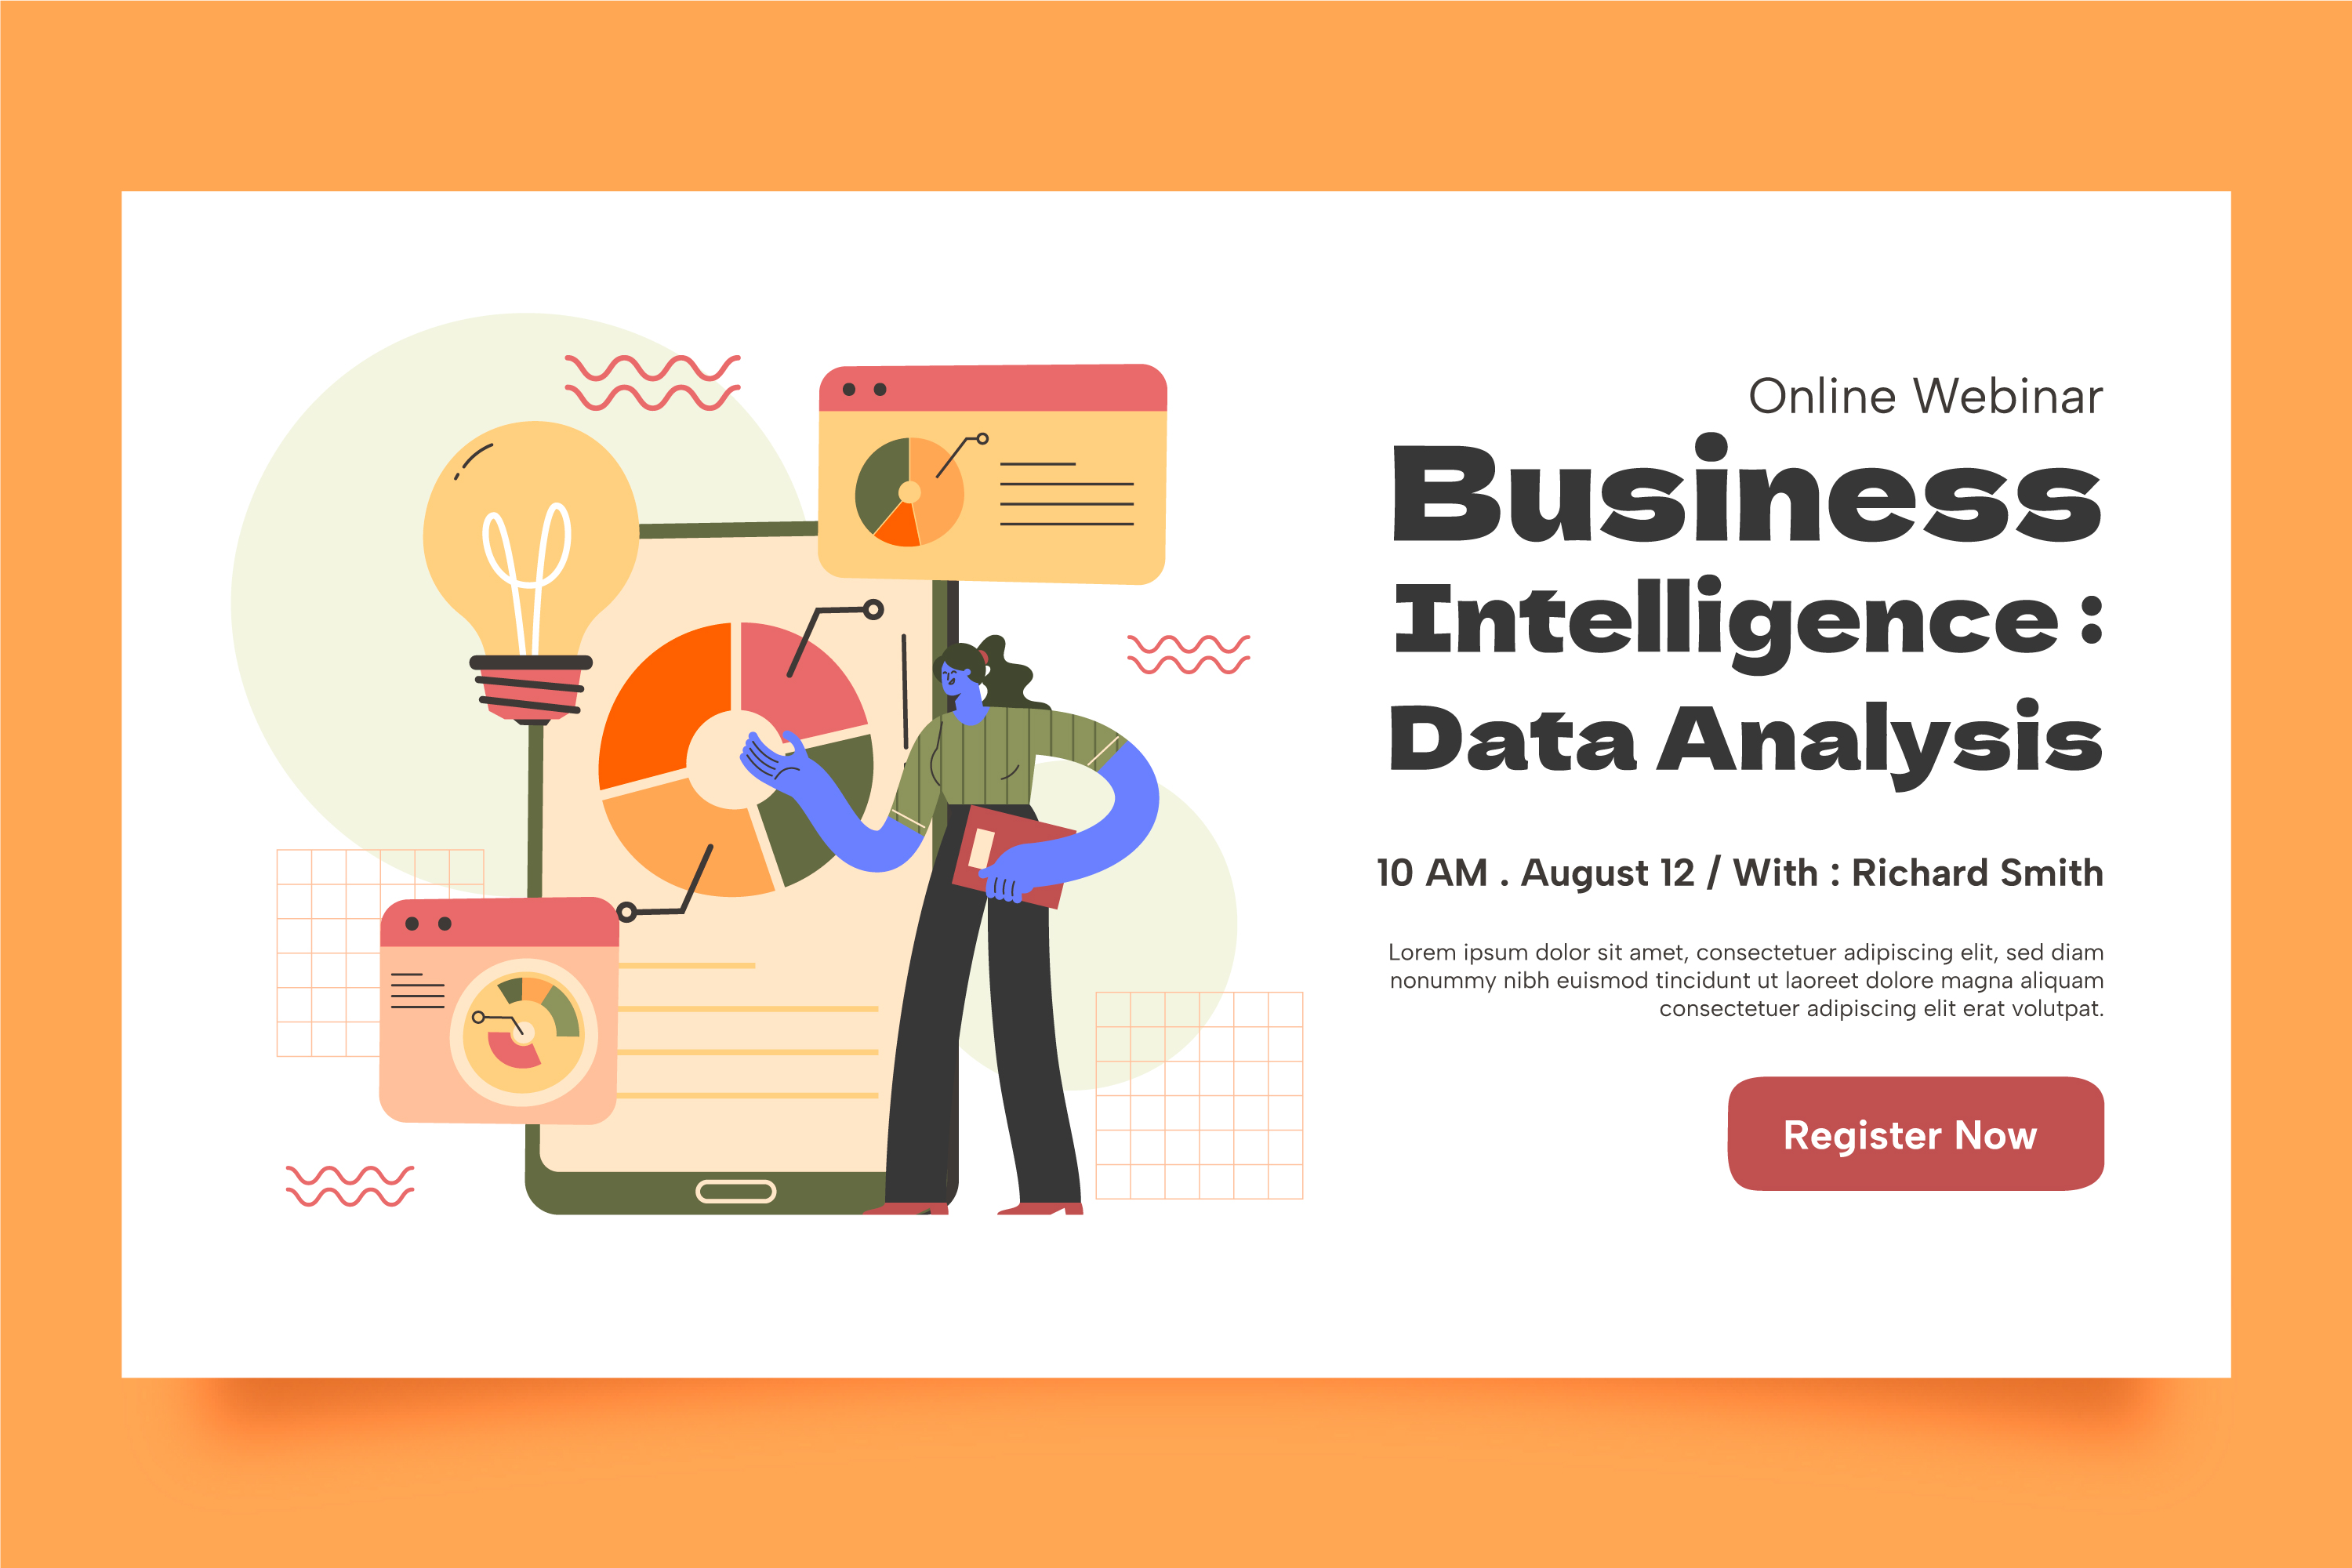 Online Webinar
Business
Intelligence :
Data Analysis
10 AM . August 12 / With : Richard Smith
Lorem ipsum dolor sit amet, consectetuer adipiscing elit, sed diam
nonummy nibh euismod tincidunt ut laoreet dolore magna aliquam
consectetuer adipiscing elit erat volutpat.
Register Now